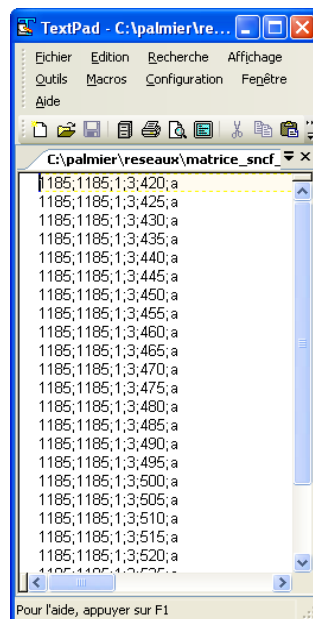 TextPad - C:\palmier\re...
Fichier Edition Recherche Affichage
Outils Macros Configuration Fenêtre
Aide
C:\palmier\reseaux\matrice_sncf_
1185;1185;1;3;420;a
1185;1185;1;3;425;a
1185;1185;1;3;430;a
1185;1185;1;3;435;a
1185;1185;1;3;440;a
1185;1185;1;3;445;a
1185;1185;1;3;450;a
1185;1185;1;3;455;a
1185;1185;1;3;460;a
1185;1185;1;3;465;a
1185;1185;1;3;470;a
1185;1185;1;3;475;a
1185;1185;1;3;480;a
1185;1185;1;3;485;a
1185;1185;1;3;490;a
1185;1185;1;3;495;a
1185;1185;1;3;500;a
1185;1185;1;3;505;a
1185;1185;1;3;510;a
1185;1185;1;3;515;a
1185;1185;1;3;520;a
Pour l'aide, appuyer sur F1